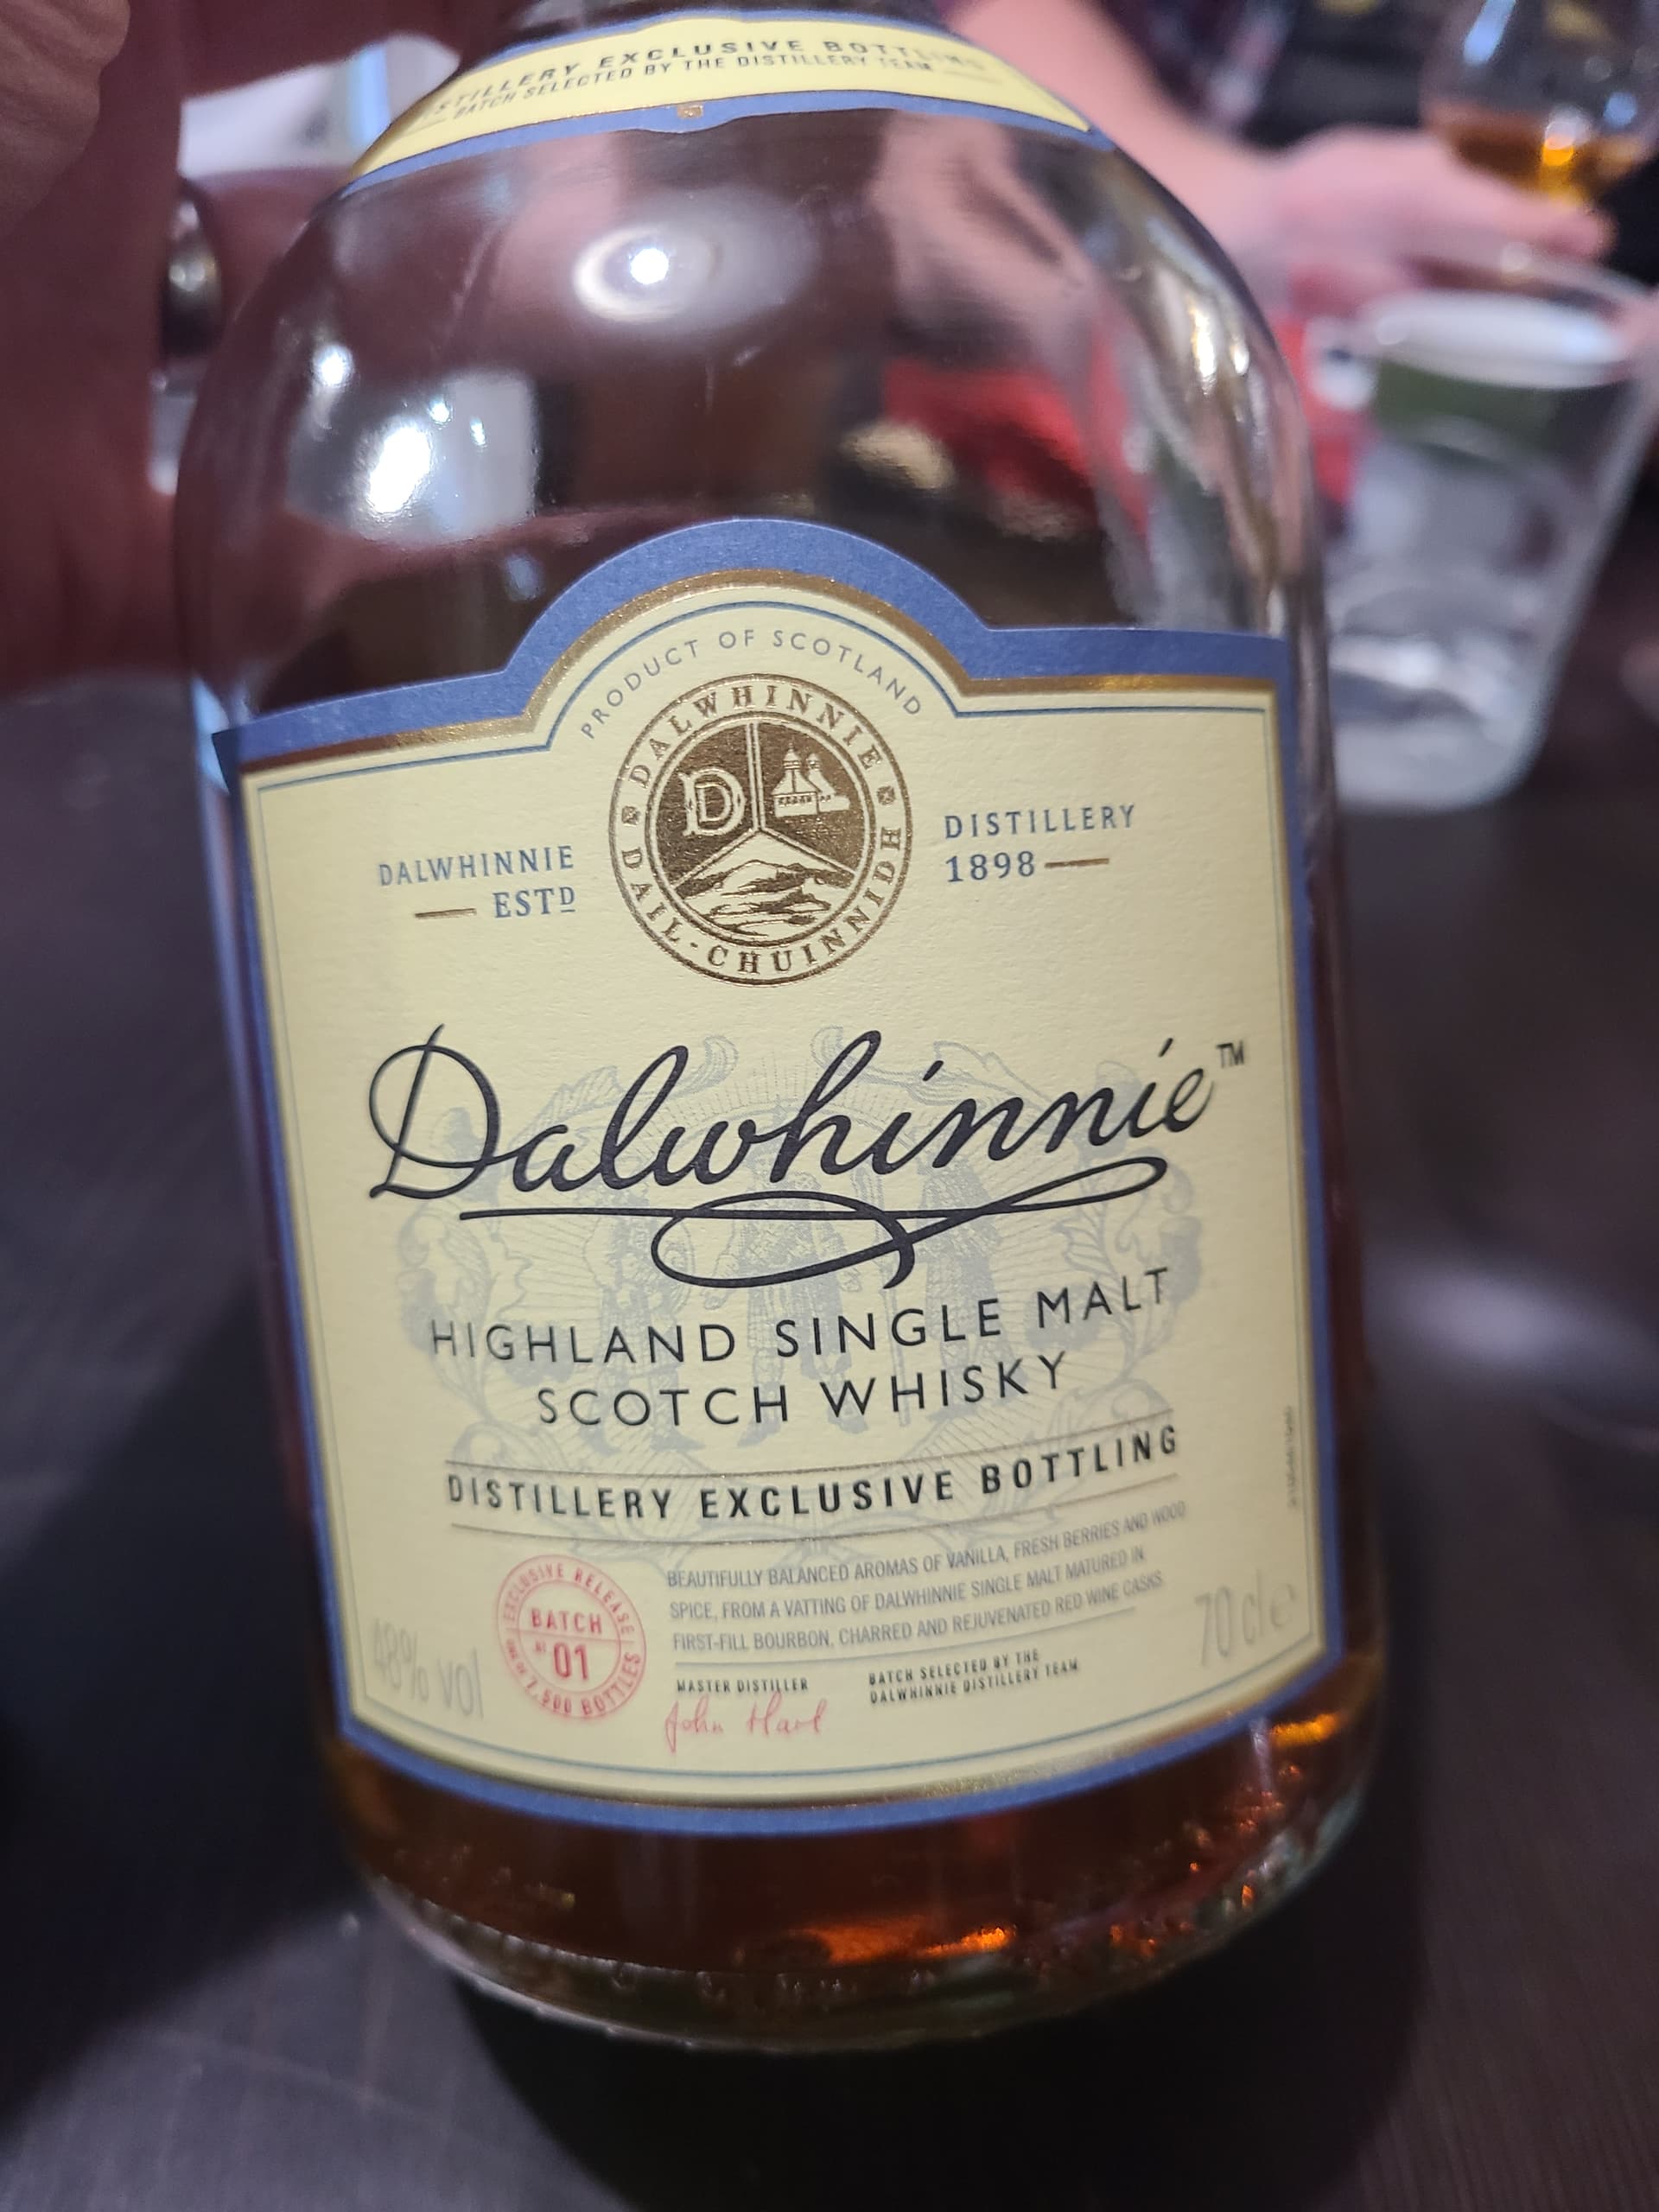 DISTILLERY EXCLUSIVE BOTTLING
BATCH SELECTED BY THE DISTILLERY TEAM
PRODUCT OF SCOTLAND
DALWHINNIE
D
DAIL-CHUINNIDH
DALWHINNIE
ESTD
DISTILLERY
1898
Dalwhinnie™
HIGHLAND SINGLE MALT
SCOTCH WHISKY
DISTILLERY EXCLUSIVE BOTTLING
BEAUTIFULLY BALANCED AROMAS OF VANILLA, FRESH BERRIES AND WOOD
SPICE, FROM A VATTING OF DALWHINNIE SINGLE MALT MATURED IN
FIRST-FILL BOURBON, CHARRED AND REJUVENATED RED WINE CASKS
EXCLUSIVE RELEASE
BATCH
Nº 01
7,500 BOTTLES
48% vol
70cl e
MASTER DISTILLER
John Hart
BATCH SELECTED BY THE
DALWHINNIE DISTILLERY TEAM